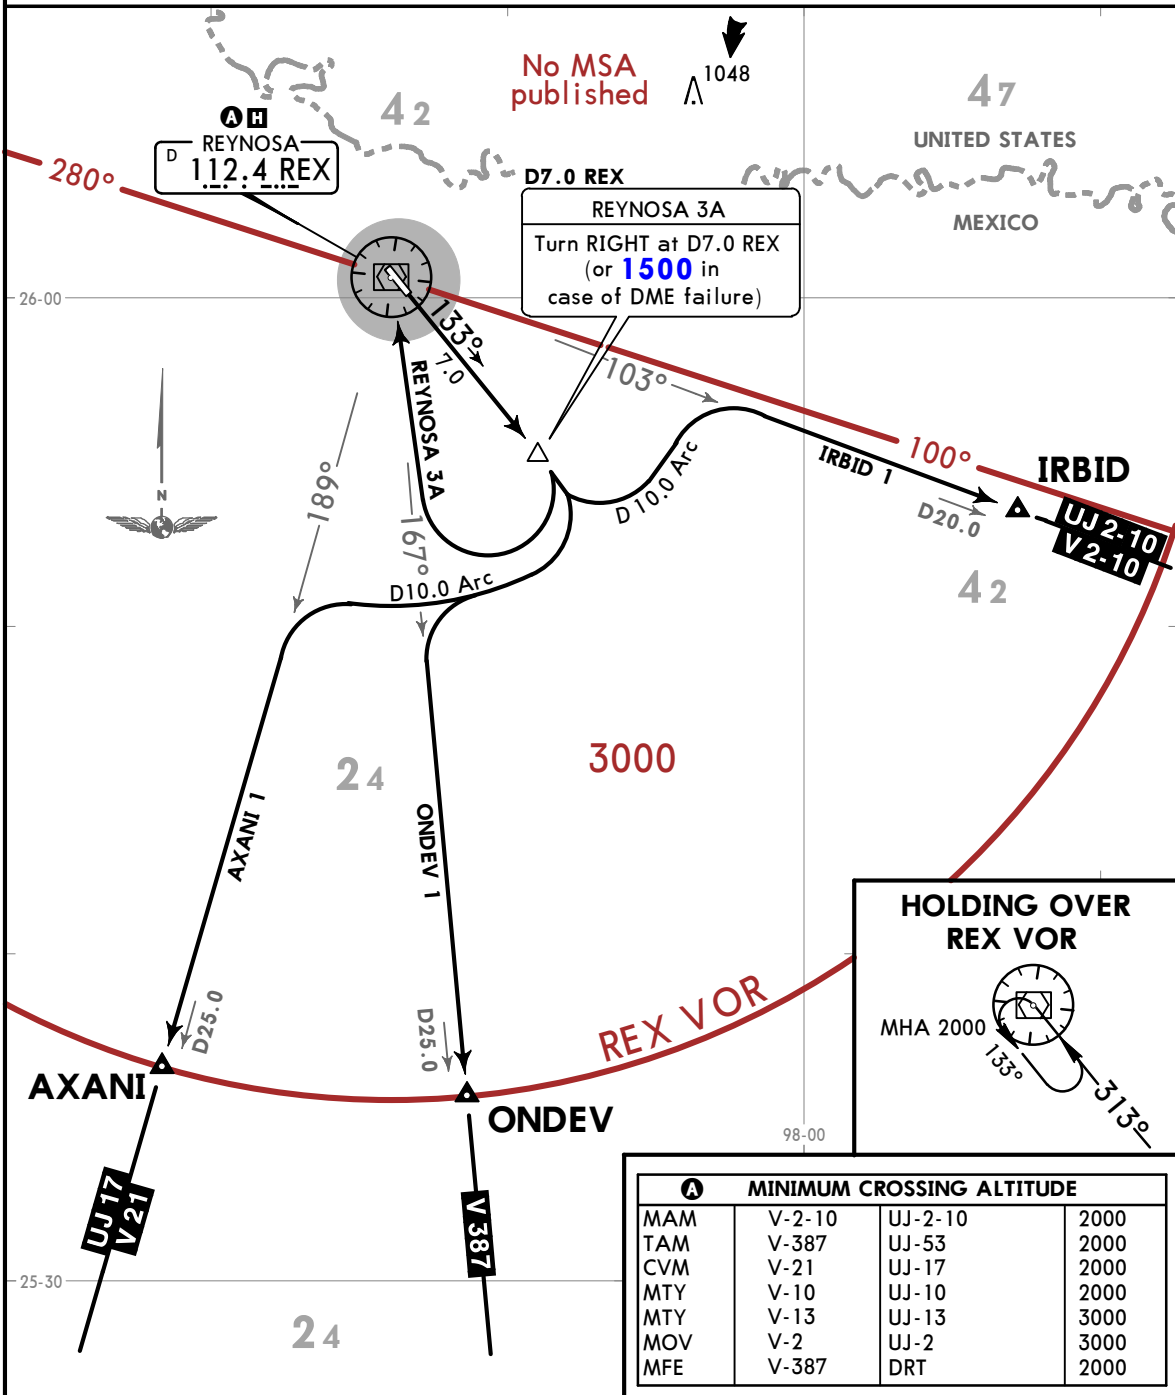 No MSA
published
1048
42
47
UNITED STATES
MEXICO
A H
REYNOSA
D 112.4 REX
280°
D7.0 REX
REYNOSA 3A
Turn RIGHT at D7.0 REX
(or 1500 in
case of DME failure)
26-00
133°
7.0
103°
REYNOSA 3A
189°
167°
N
D 10.0 Arc
D10.0 Arc
IRBID 1
100°
IRBID
D20.0
UJ 2-10
V 2-10
42
3000
24
AXANI 1
ONDEV 1
D25.0
D25.0
REX VOR
AXANI
ONDEV
98-00
HOLDING OVER
REX VOR
MHA 2000
133°
313°
UJ 17
V 21
V 387
25-30
24
A MINIMUM CROSSING ALTITUDE
MAM V-2-10 UJ-2-10 2000
TAM V-387 UJ-53 2000
CVM V-21 UJ-17 2000
MTY V-10 UJ-10 2000
MTY V-13 UJ-13 3000
MOV V-2 UJ-2 3000
MFE V-387 DRT 2000